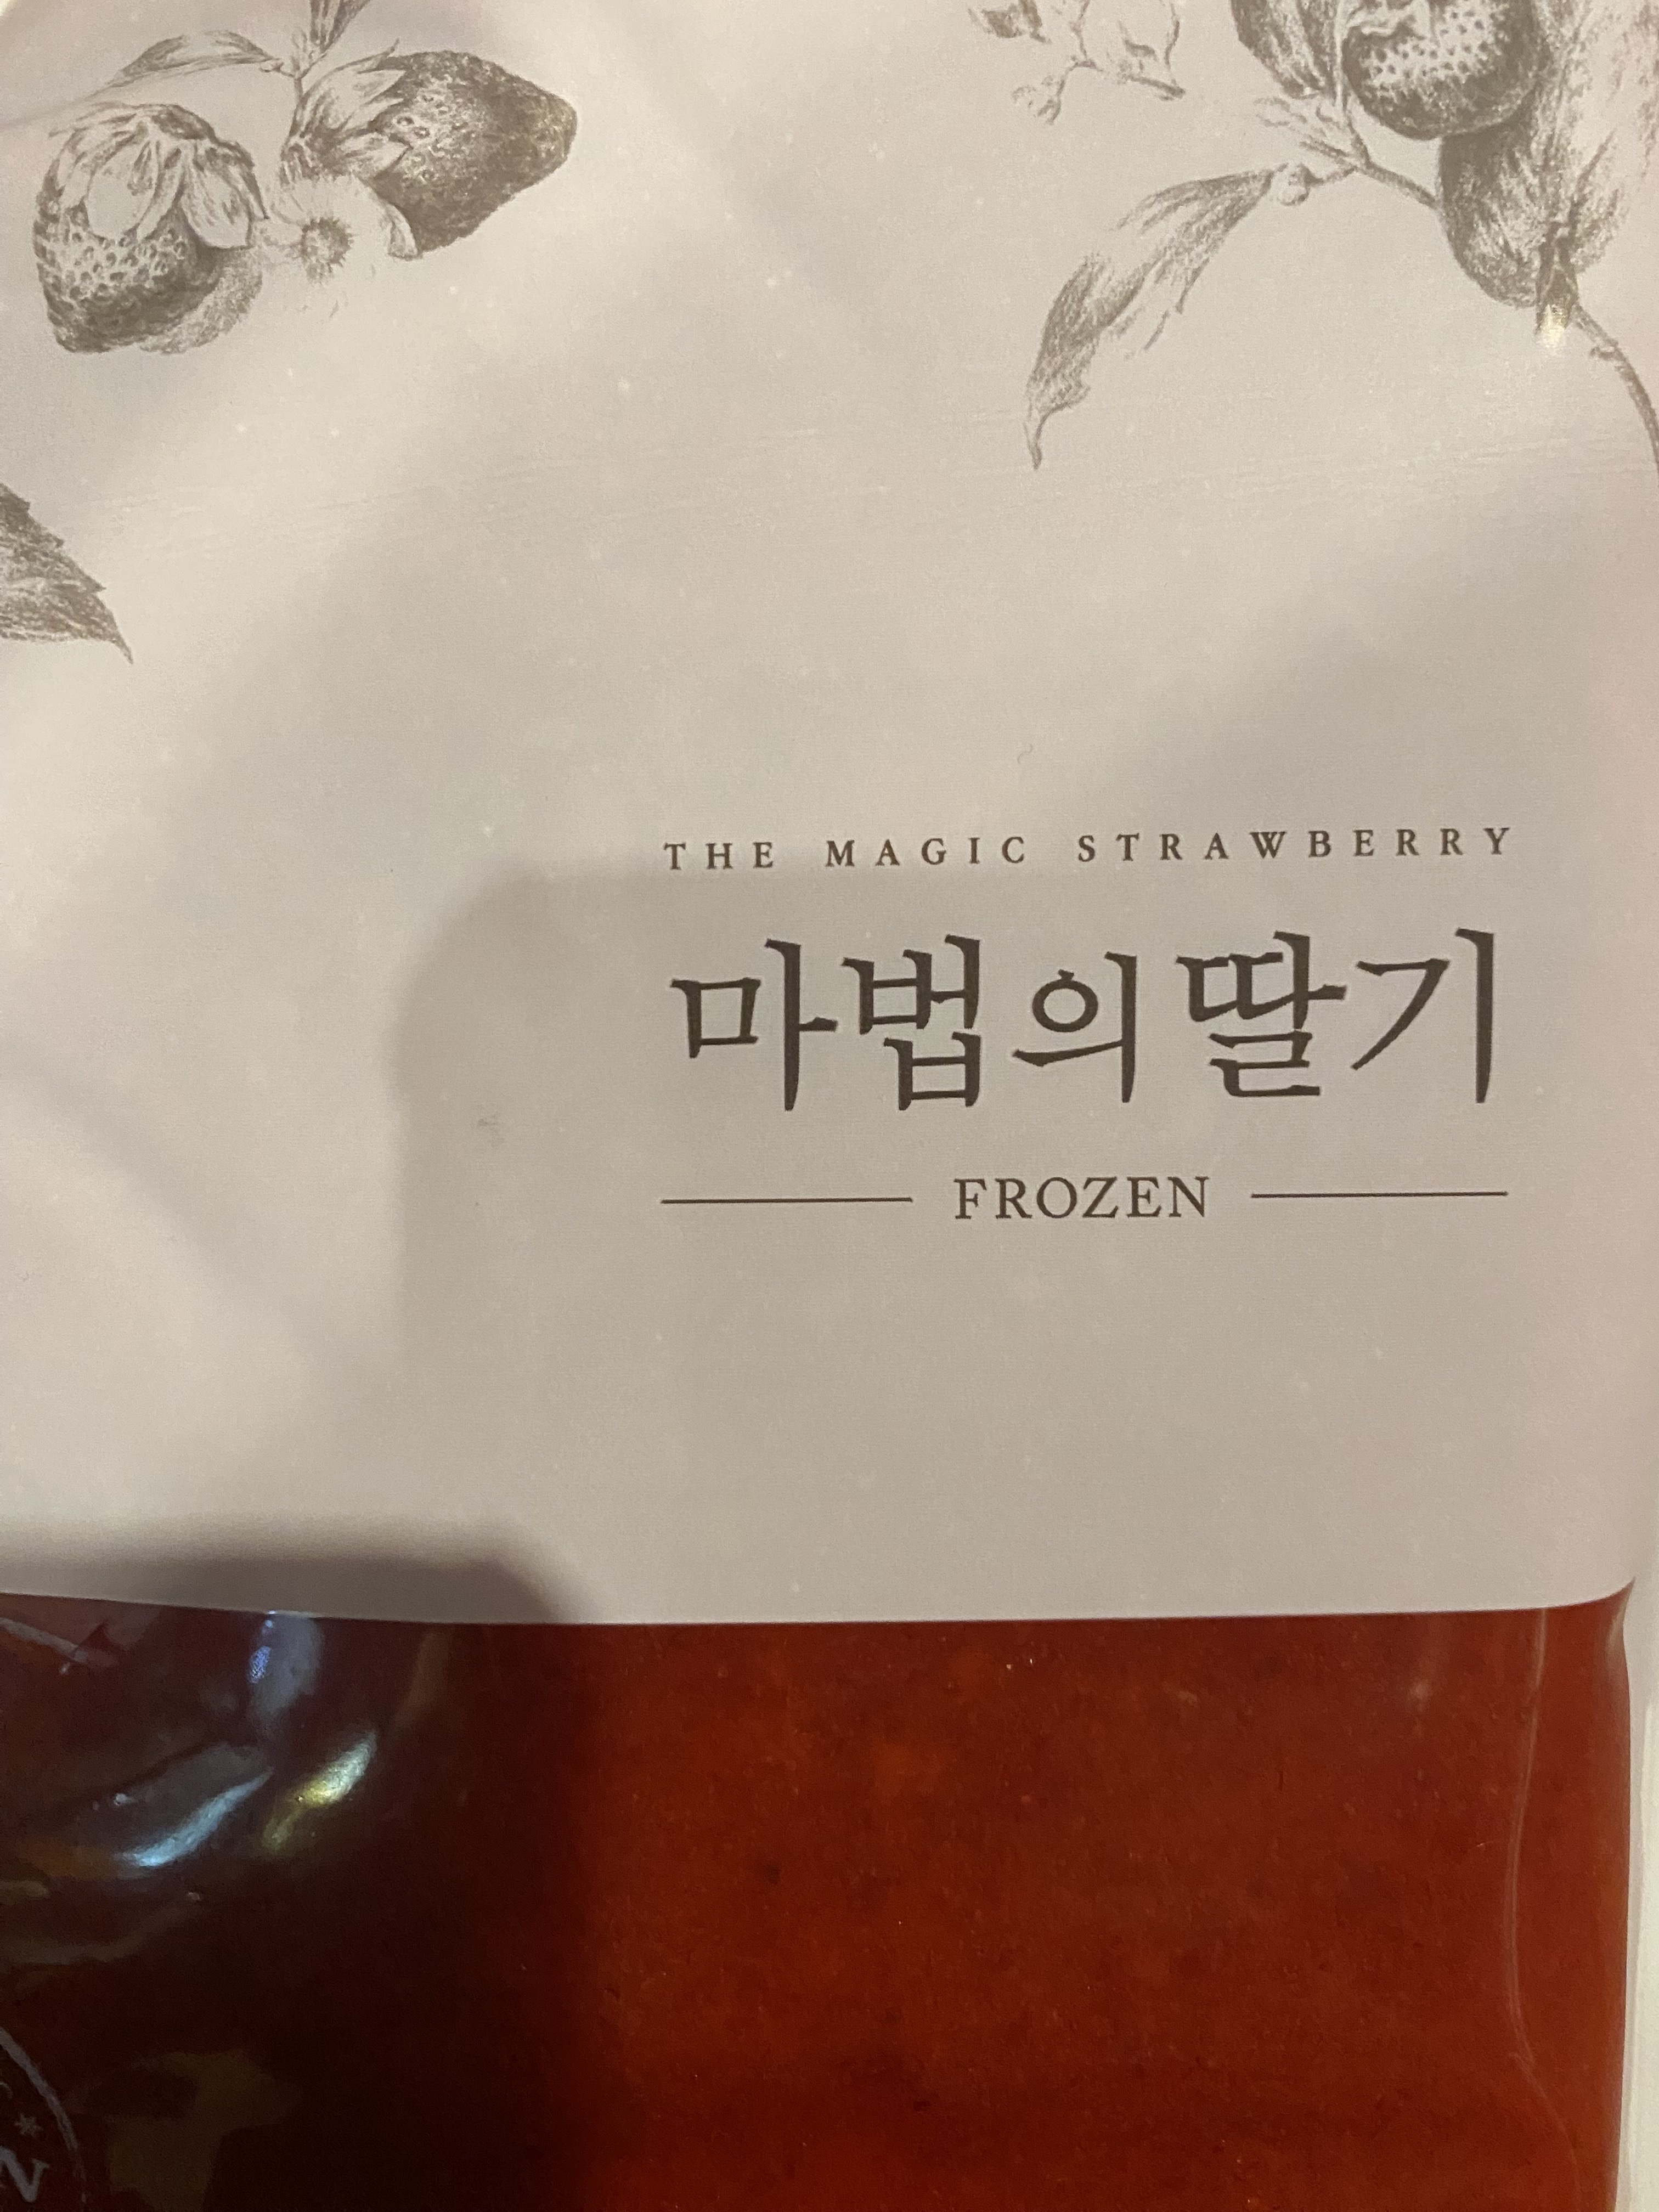 THE MAGIC STRAWBERRY
마법의 딸기
FROZEN